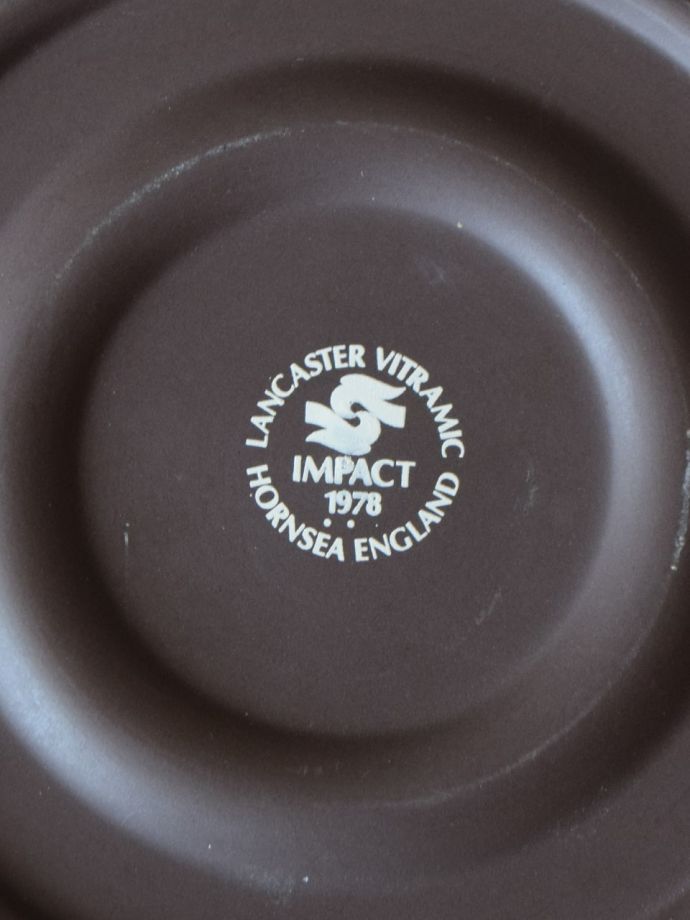 LANCASTER VITRAMIC
IMPACT
1978
HORNSEA ENGLAND